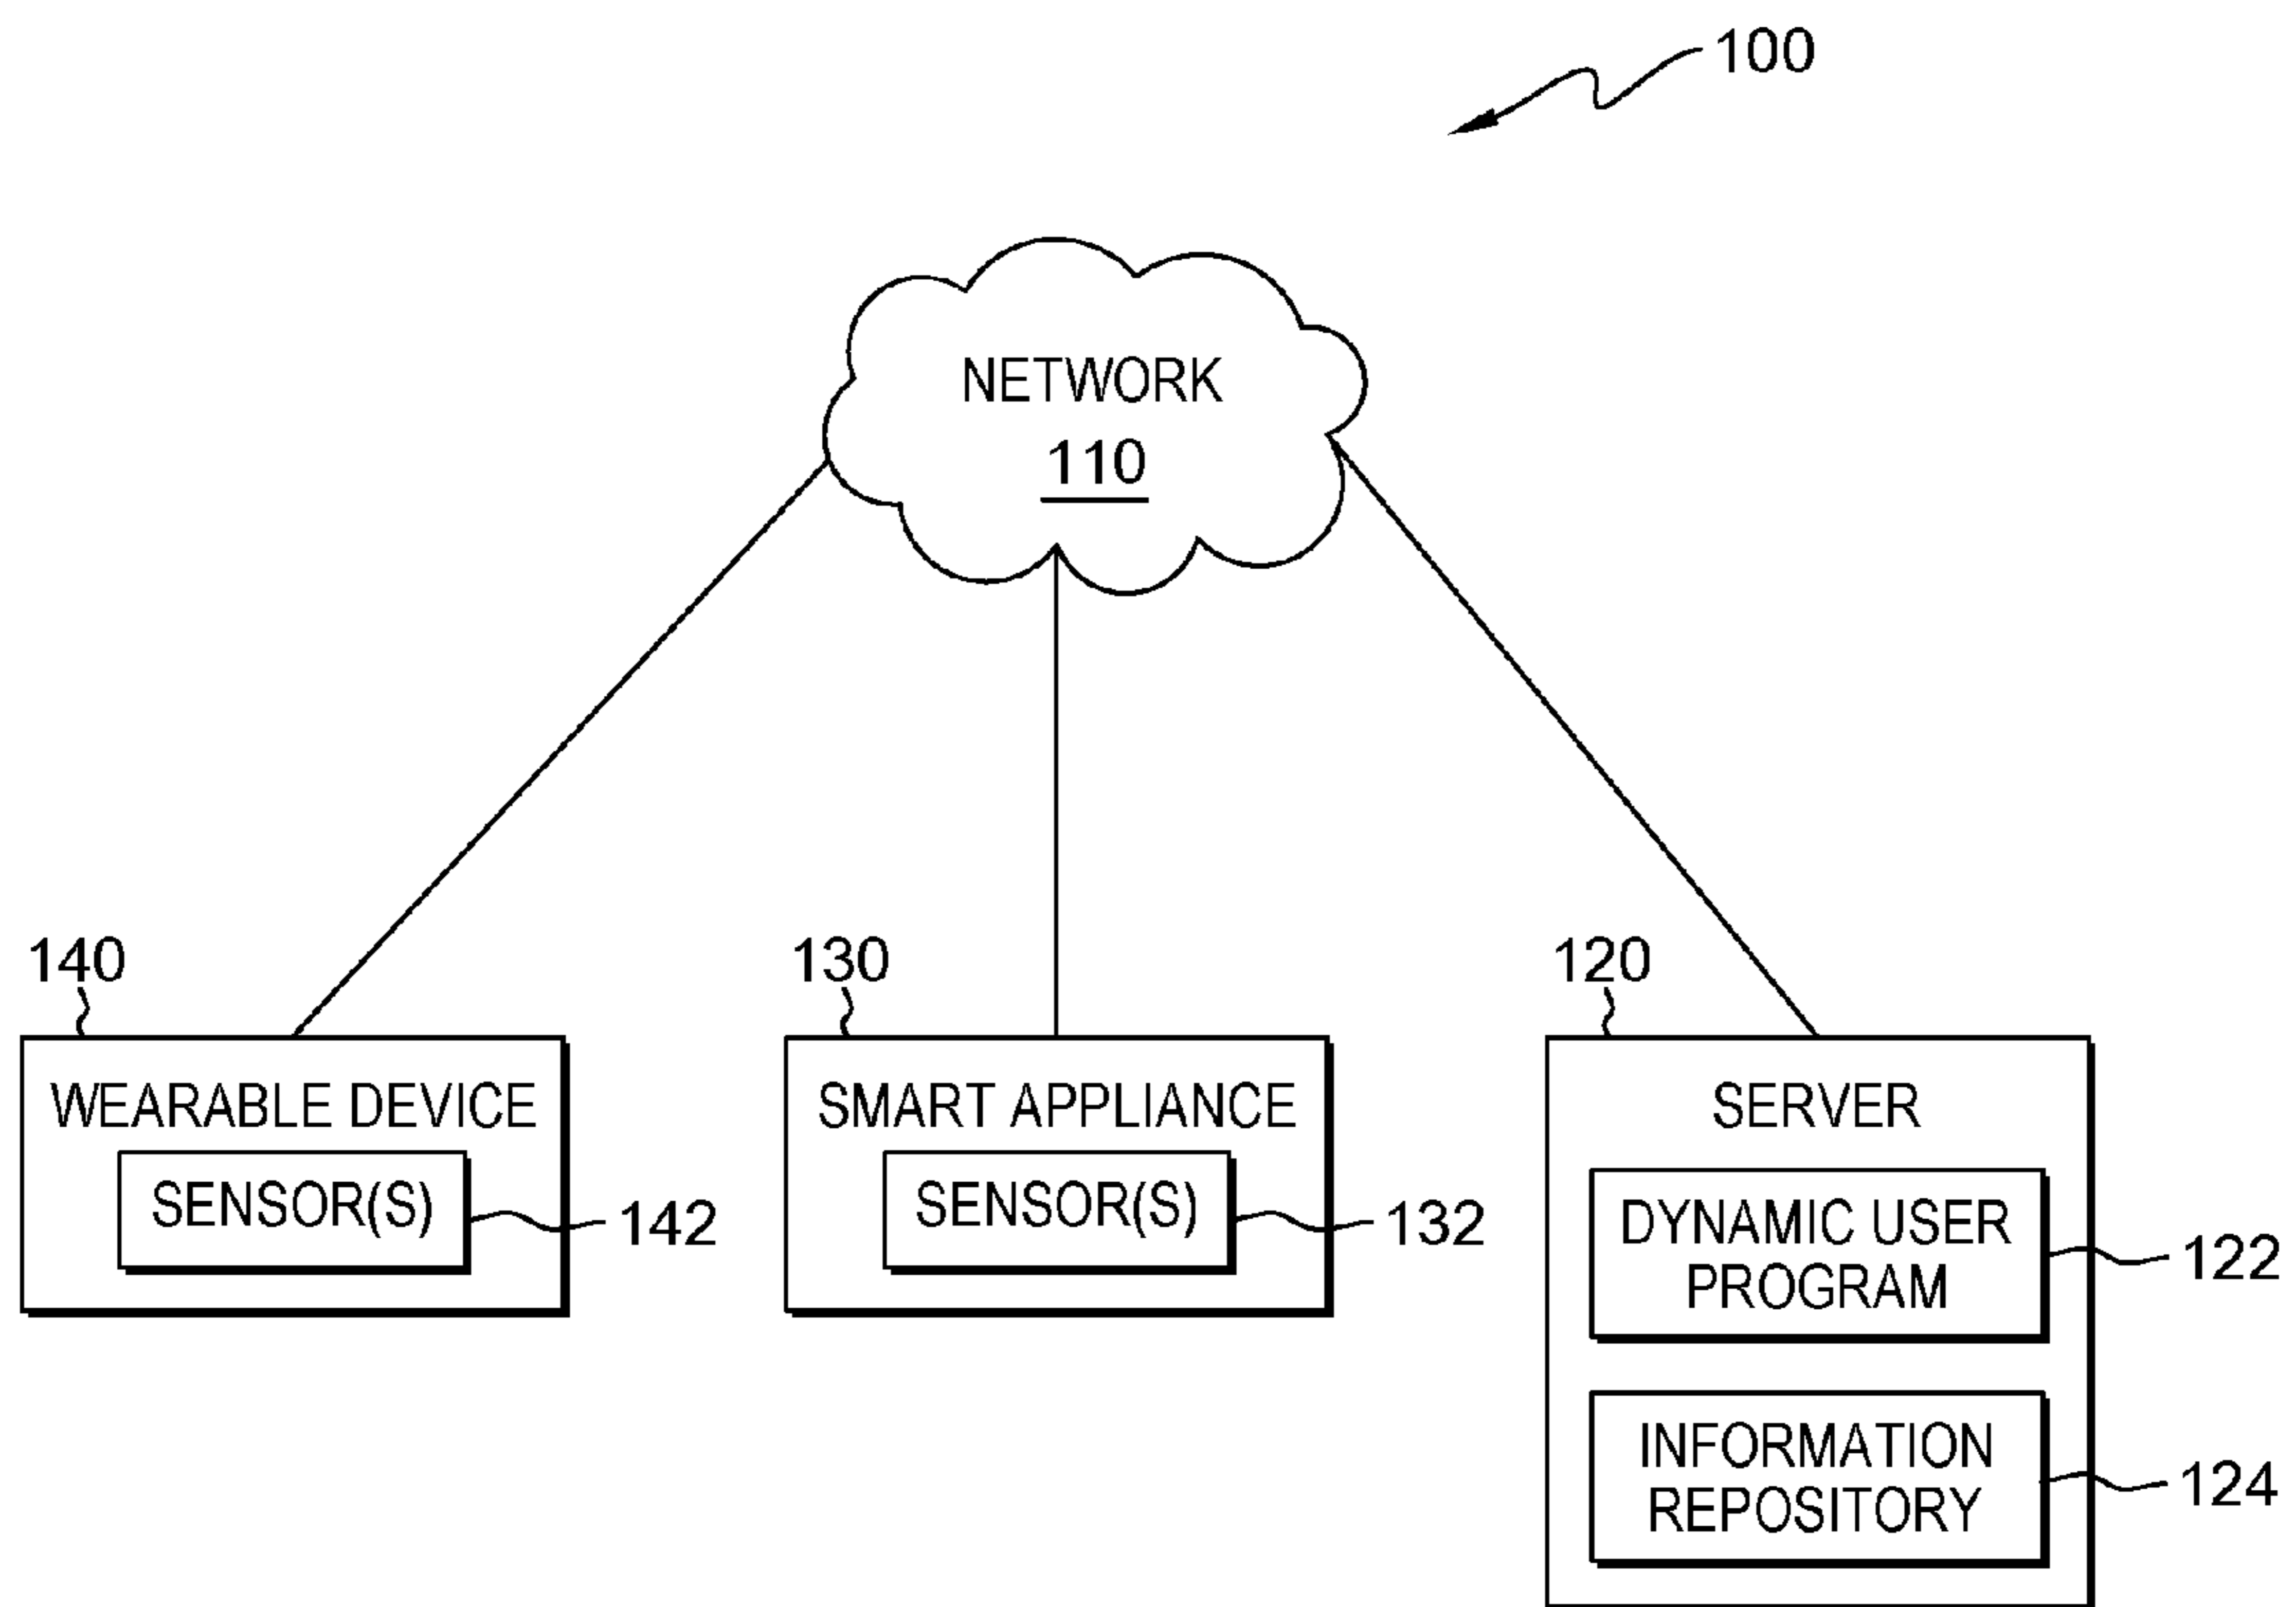 100
NETWORK
110
140
130
120
WEARABLE DEVICE
SENSOR(S)
142
SMART APPLIANCE
SENSOR(S)
132
SERVER
DYNAMIC USER
PROGRAM
122
INFORMATION
REPOSITORY
124